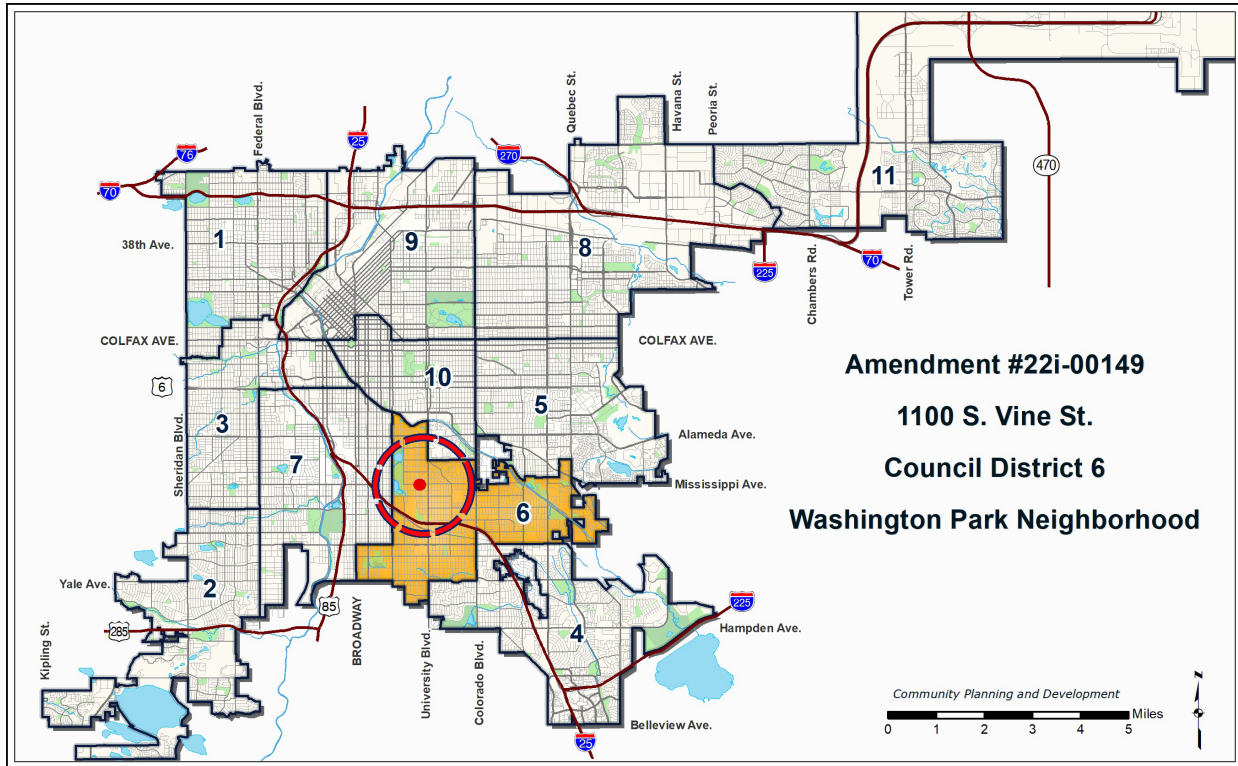 Federal Blvd.
Quebec St.
Havana St.
Peoria St.
76
25
270
70
470
11
38th Ave.
1
9
8
225
70
Chambers Rd.
Tower Rd.
COLFAX AVE.
COLFAX AVE.
6
10
5
3
Sheridan Blvd.
7
Alameda Ave.
Mississippi Ave.
6
Amendment #22i-00149
1100 S. Vine St.
Council District 6
Washington Park Neighborhood
Yale Ave.
2
85
285
BROADWAY
University Blvd.
Colorado Blvd.
4
225
Hampden Ave.
Kipling St.
Belleview Ave.
25
Community Planning and Development
Miles
0 1 2 3 4 5
N